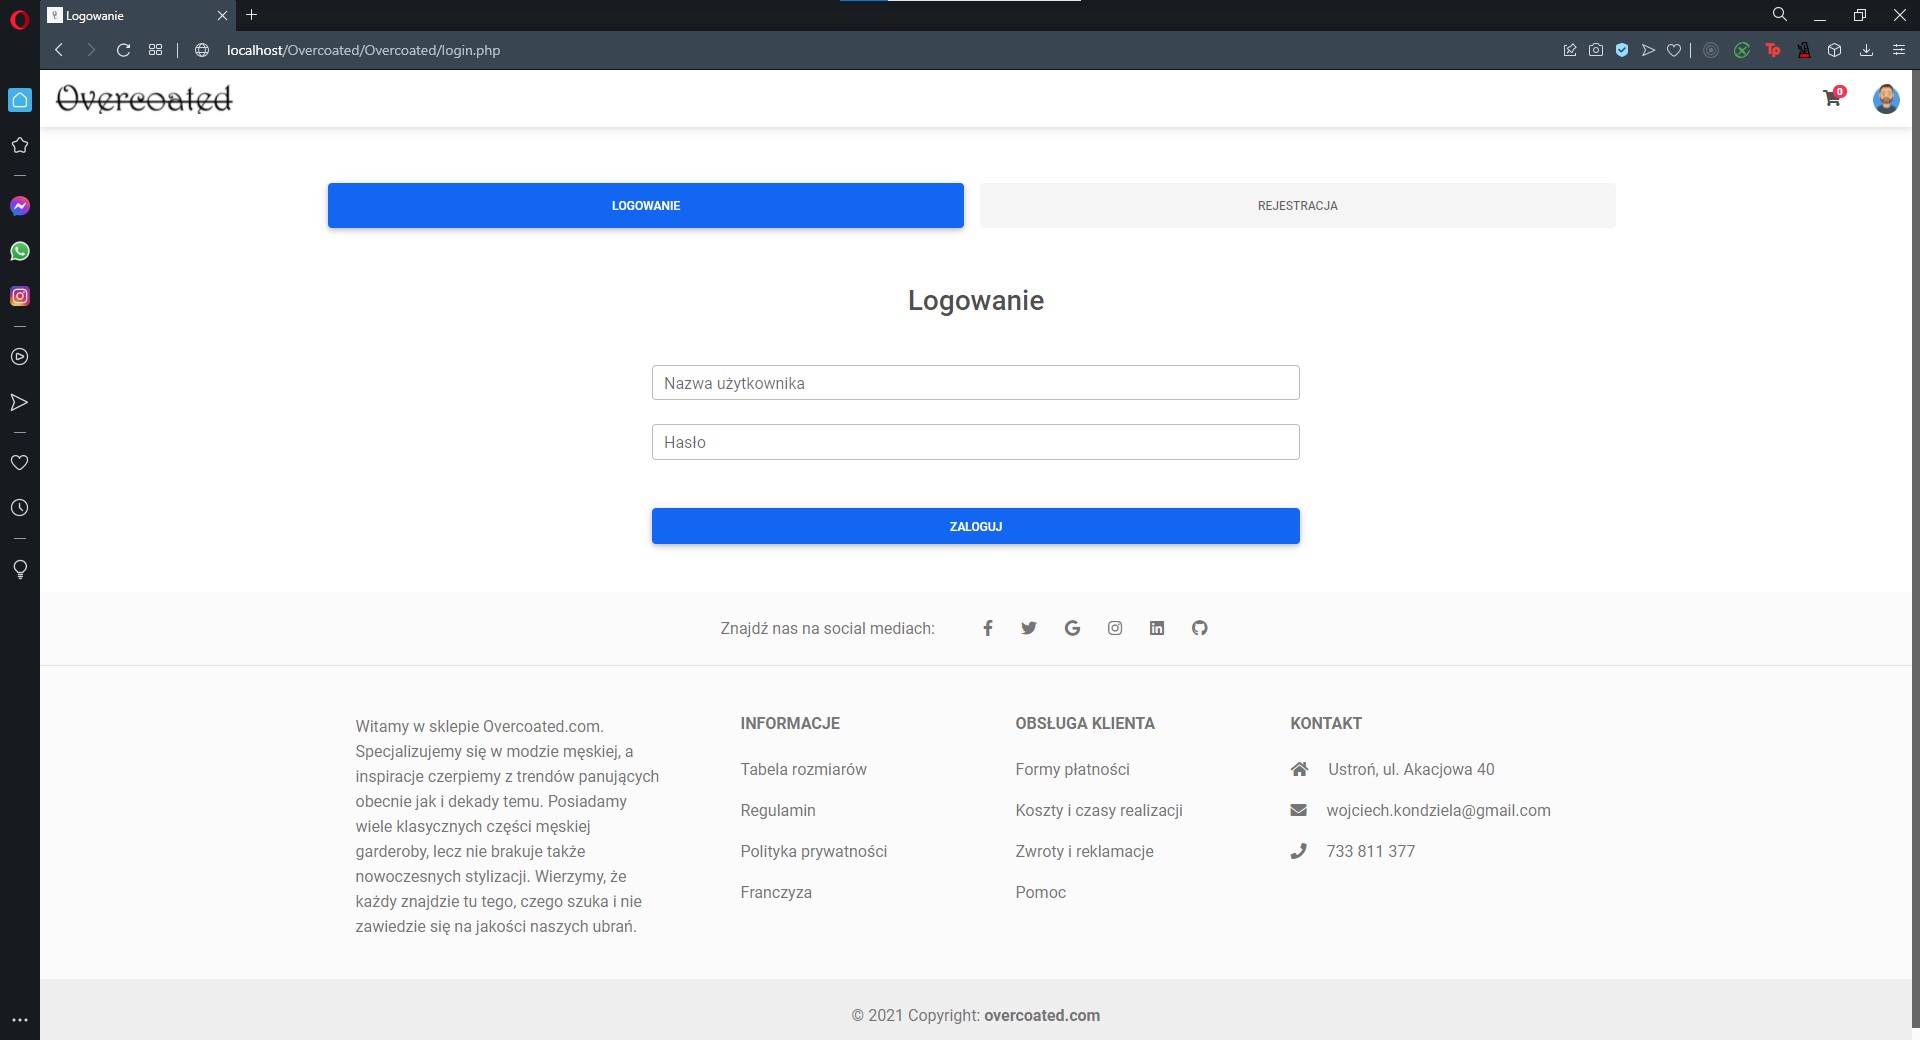 Logowanie
localhost/Overcoated/Overcoated/login.php
Overcoated
0
LOGOWANIE
REJESTRACJA
Logowanie
Nazwa użytkownika
Hasło
ZALOGUJ
Znajdź nas na social mediach:
Witamy w sklepie Overcoated.com.
Specjalizujemy się w modzie męskiej, a
inspiracje czerpiemy z trendów panujących
obecnie jak i dekady temu. Posiadamy
wiele klasycznych części męskiej
garderoby, lecz nie brakuje także
nowoczesnych stylizacji. Wierzymy, że
każdy znajdzie tu tego, czego szuka i nie
zawiedzie się na jakości naszych ubrań.
INFORMACJE
Tabela rozmiarów
Regulamin
Polityka prywatności
Franczyza
OBSŁUGA KLIENTA
Formy płatności
Koszty i czasy realizacji
Zwroty i reklamacje
Pomoc
KONTAKT
Ustroń, ul. Akacjowa 40
wojciech.kondziela@gmail.com
733 811 377
© 2021 Copyright: overcoated.com